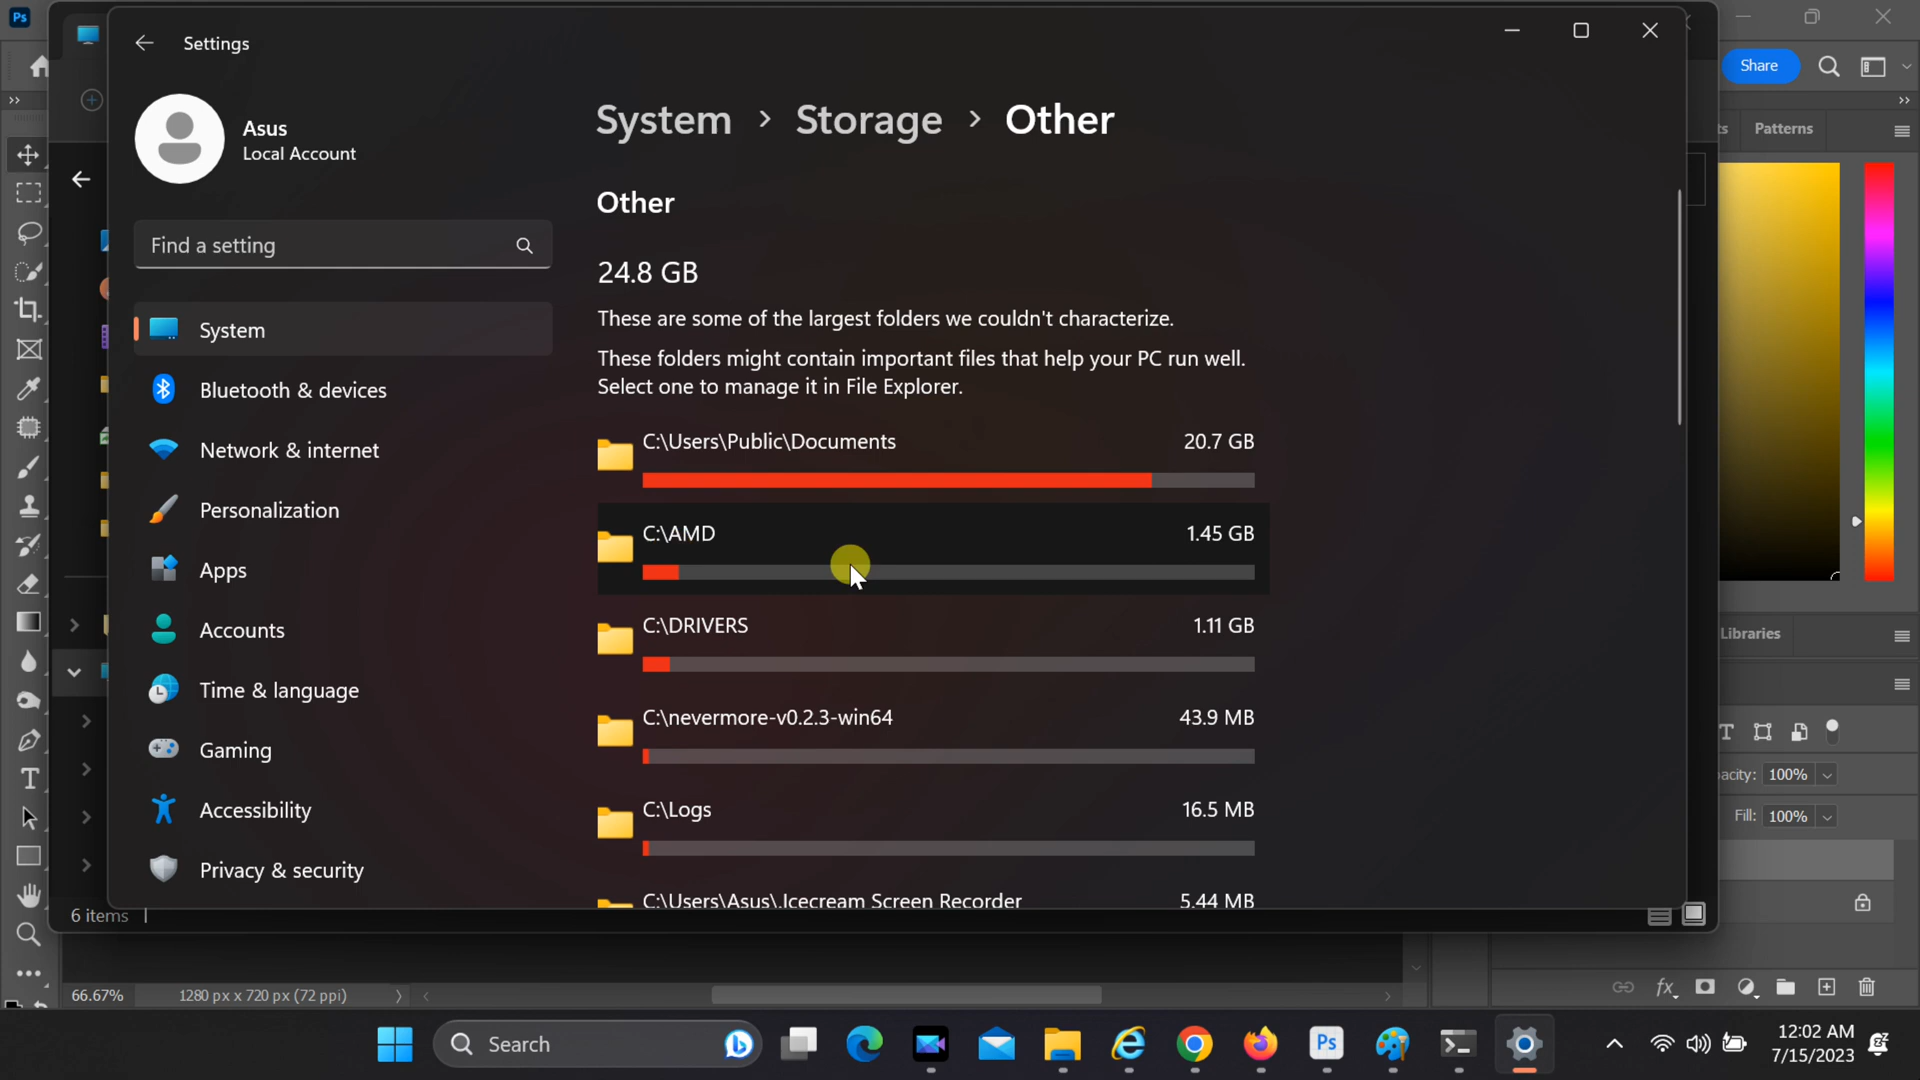 Ps
Settings
Share
Asus
Local Account
System > Storage > Other
Patterns
Other
Find a setting
24.8 GB
These are some of the largest folders we couldn't characterize.
These folders might contain important files that help your PC run well.
Select one to manage it in File Explorer.
System
Bluetooth & devices
Network & internet
Personalization
Apps
Accounts
Time & language
Gaming
Accessibility
Privacy & security
C:\Users\Public\Documents 20.7 GB
C:\AMD 1.45 GB
C:\DRIVERS 1.11 GB
C:\nevermore-v0.2.3-win64 43.9 MB
C:\Logs 16.5 MB
C:\Users\Asus\.Icecream Screen Recorder 5.44 MB
Libraries
100%
Fill: 100%
6 items
66.67% 1280 px x 720 px (72 ppi)
fx
Search
Ps
12:02 AM
7/15/2023